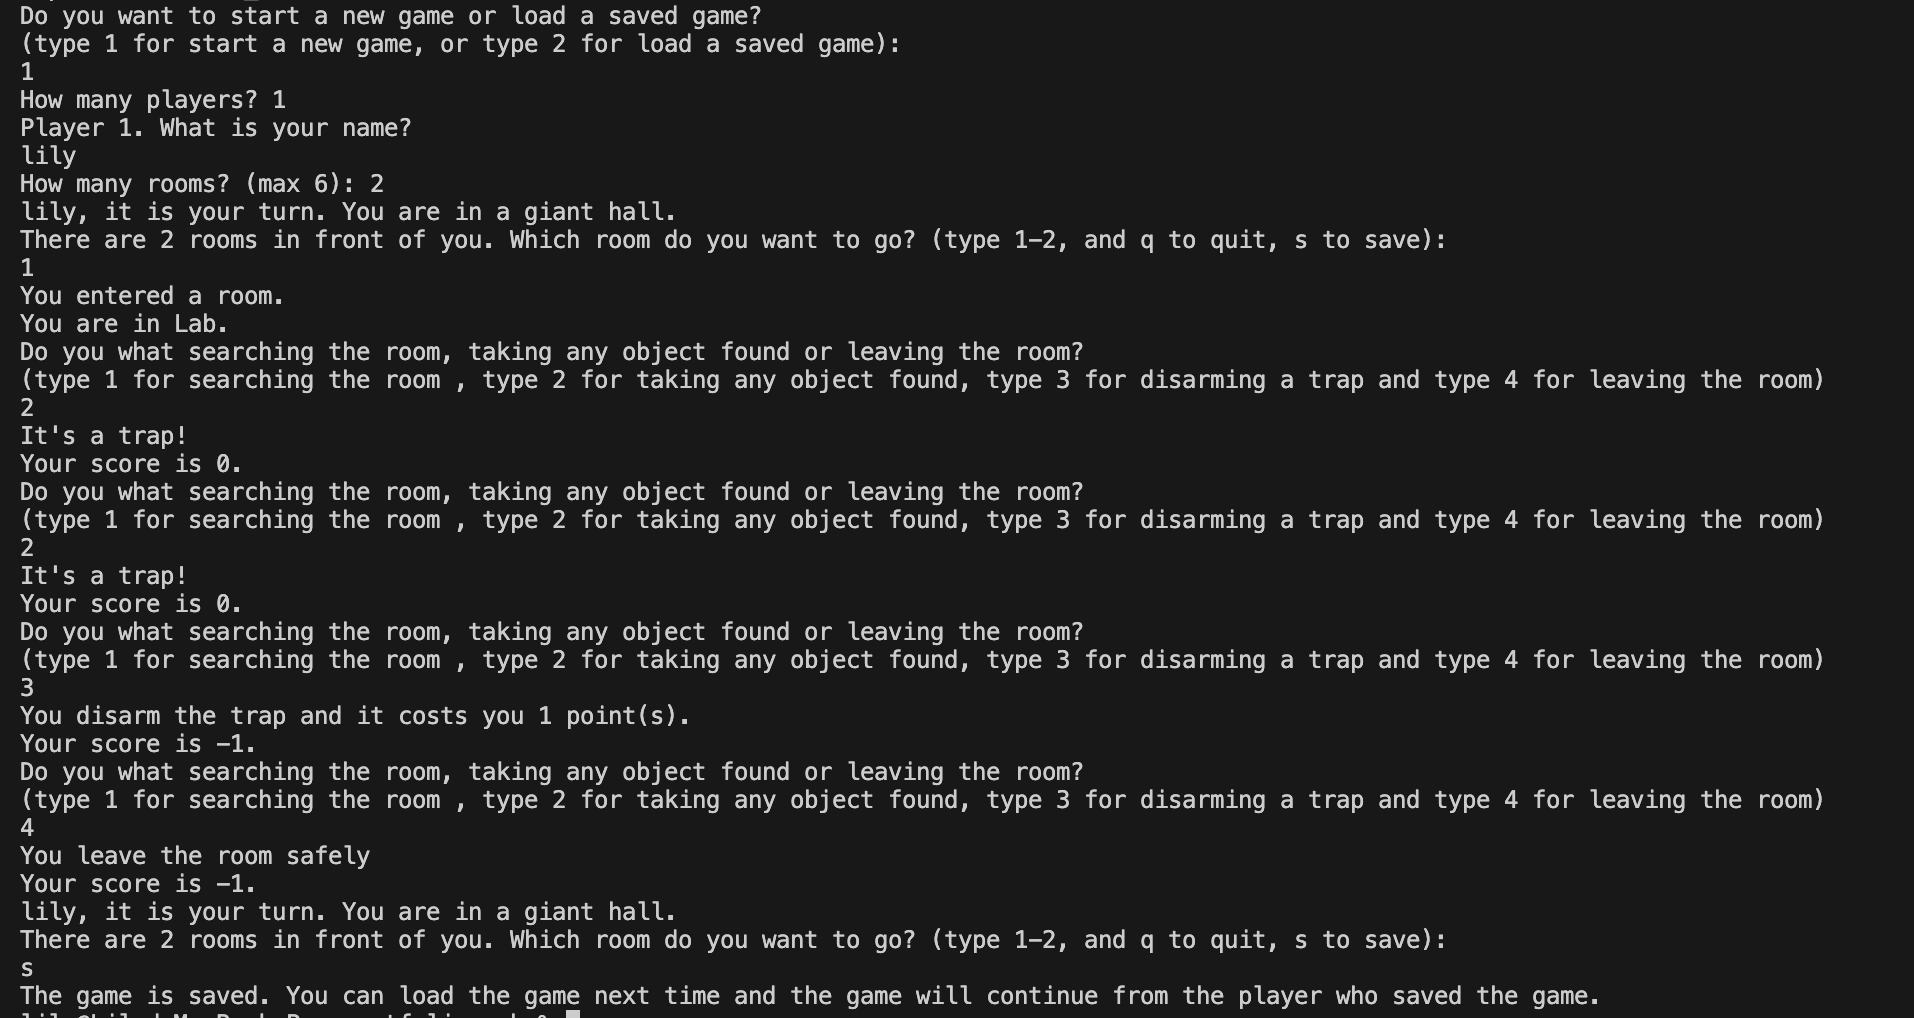 Do you want to start a new game or load a saved game?
(type 1 for start a new game, or type 2 for load a saved game):
1
How many players? 1
Player 1. What is your name?
lily
How many rooms? (max 6): 2
lily, it is your turn. You are in a giant hall.
There are 2 rooms in front of you. Which room do you want to go? (type 1-2, and q to quit, s to save):
1
You entered a room.
You are in Lab.
Do you what searching the room, taking any object found or leaving the room?
(type 1 for searching the room , type 2 for taking any object found, type 3 for disarming a trap and type 4 for leaving the room)
2
It's a trap!
Your score is 0.
Do you what searching the room, taking any object found or leaving the room?
(type 1 for searching the room , type 2 for taking any object found, type 3 for disarming a trap and type 4 for leaving the room)
2
It's a trap!
Your score is 0.
Do you what searching the room, taking any object found or leaving the room?
(type 1 for searching the room , type 2 for taking any object found, type 3 for disarming a trap and type 4 for leaving the room)
3
You disarm the trap and it costs you 1 point(s).
Your score is -1.
Do you what searching the room, taking any object found or leaving the room?
(type 1 for searching the room , type 2 for taking any object found, type 3 for disarming a trap and type 4 for leaving the room)
4
You leave the room safely
Your score is -1.
lily, it is your turn. You are in a giant hall.
There are 2 rooms in front of you. Which room do you want to go? (type 1-2, and q to quit, s to save):
s
The game is saved. You can load the game next time and the game will continue from the player who saved the game.